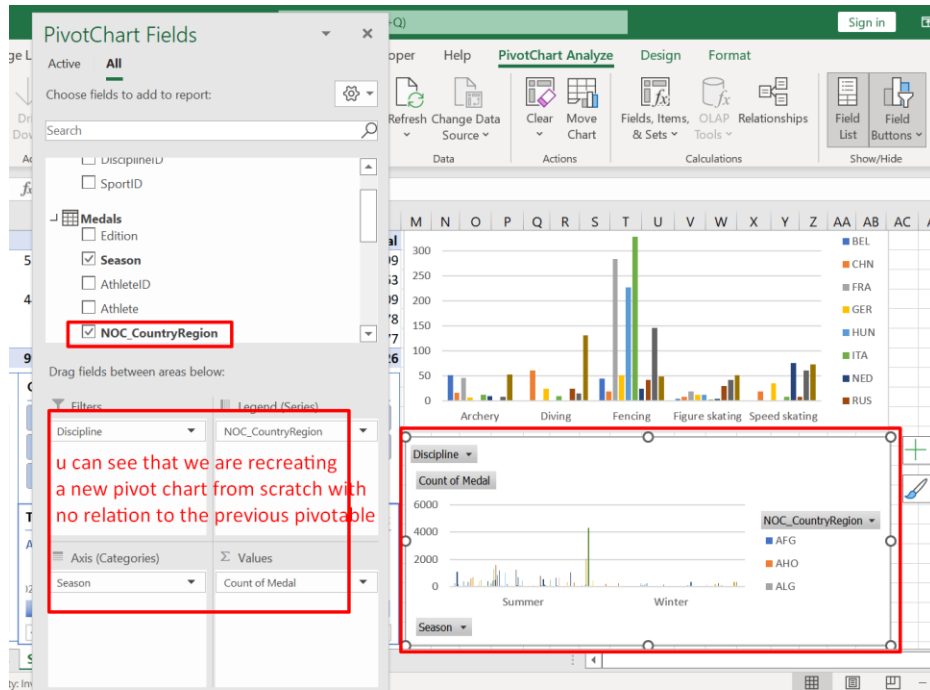 PivotChart Fields
Active All
Choose fields to add to report:
Search
DisciplineID
SportID
Medals
Edition
Season
AthleteID
Athlete
NOC_CountryRegion
Drag fields between areas below:
Filters
Legend (Series)
Discipline
NOC_CountryRegion
u can see that we are recreating
a new pivot chart from scratch with
no relation to the previous pivotable
Axis (Categories)
Σ Values
Season
Count of Medal
Sign in
Help PivotChart Analyze Design Format
Refresh Change Data Source
Clear Move Chart
Fields, Items, & Sets OLAP Tools Relationships
Field List Field Buttons
Data Actions Calculations Show/Hide
M N O P Q R S T U V W X Y Z AA AB AC
300
250
200
150
100
50
0
Archery Diving Fencing Figure skating Speed skating
BEL
CHN
FRA
GER
HUN
ITA
NED
RUS
Discipline
Count of Medal
6000
4000
2000
0
Summer Winter
NOC_CountryRegion
AFG
AHO
ALG
Season